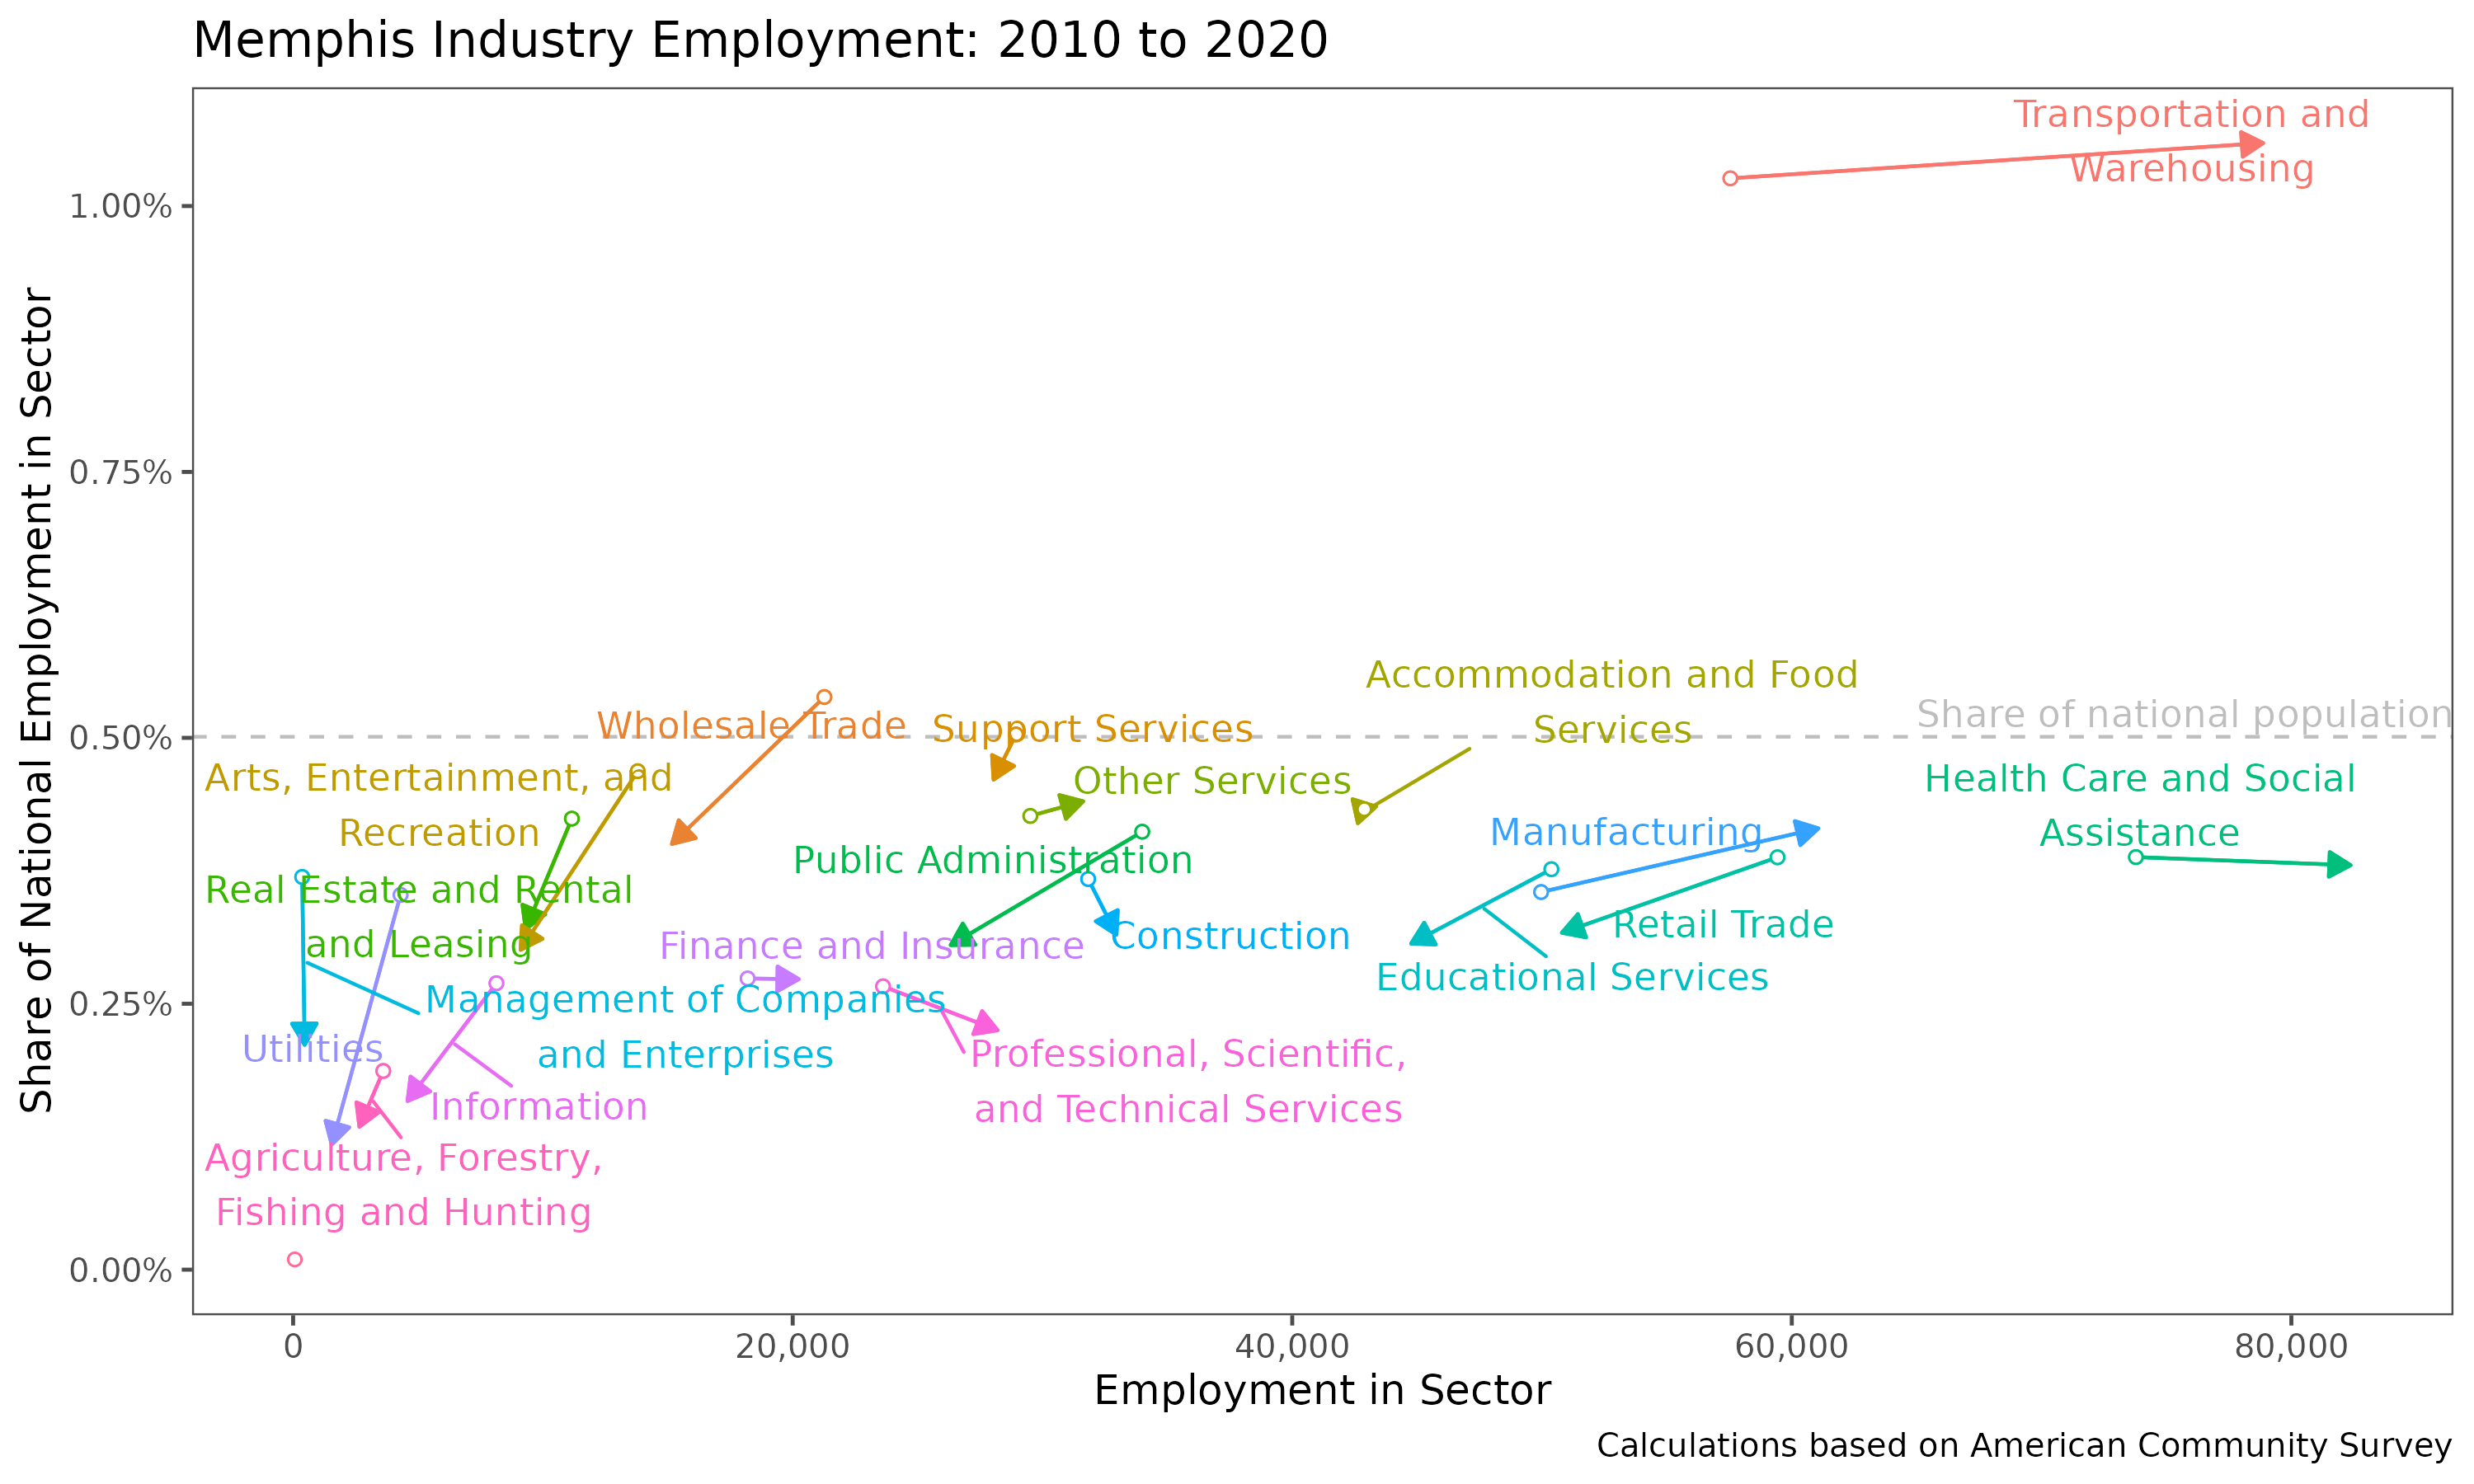 Memphis Industry Employment: 2010 to 2020
Share of National Employment in Sector
1.00%
0.75%
0.50%
0.25%
0.00%
Transportation and
Warehousing
Accommodation and Food
Services
Share of national population
Wholesale Trade
Support Services
Arts, Entertainment, and
Recreation
Other Services
Health Care and Social
Assistance
Manufacturing
Public Administration
Real Estate and Rental
and Leasing
Retail Trade
Finance and Insurance
Construction
Educational Services
Management of Companies
and Enterprises
Utilities
Professional, Scientific,
and Technical Services
Information
Agriculture, Forestry,
Fishing and Hunting
0
20,000
40,000
60,000
80,000
Employment in Sector
Calculations based on American Community Survey